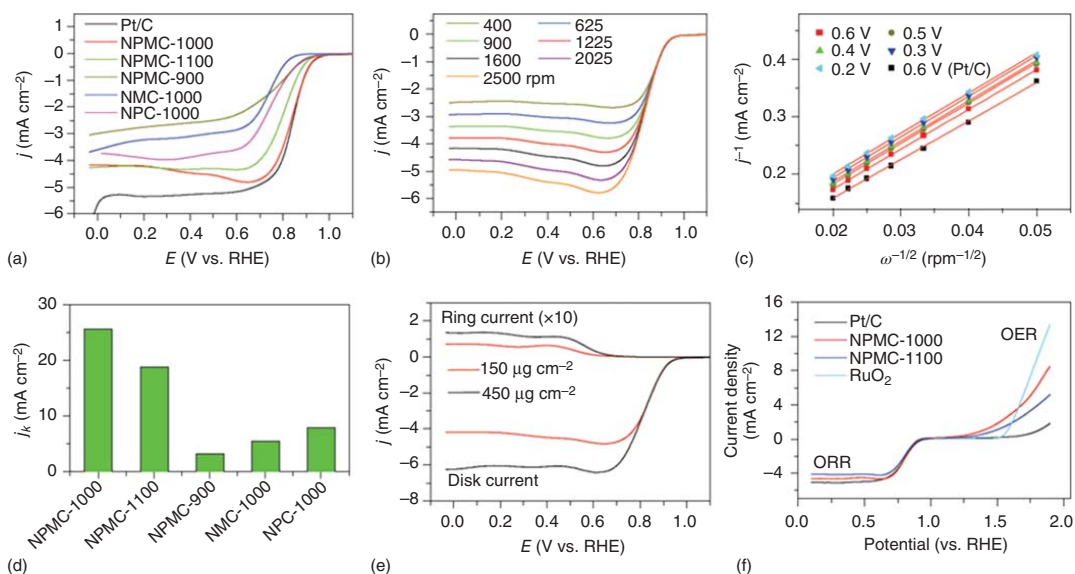 1
0
−1
−2
−3
−4
−5
−6
j (mA cm⁻²)
Pt/C
NPMC-1000
NPMC-1100
NPMC-900
NMC-1000
NPC-1000
0.0 0.2 0.4 0.6 0.8 1.0
E (V vs. RHE)
(a)
0
−1
−2
−3
−4
−5
−6
j (mA cm⁻²)
400 625
900 1225
1600 2025
2500 rpm
0.0 0.2 0.4 0.6 0.8 1.0
E (V vs. RHE)
(b)
0.4
0.3
0.2
j⁻¹ (mA cm⁻²)
0.6 V 0.5 V
0.4 V 0.3 V
0.2 V 0.6 V (Pt/C)
0.02 0.03 0.04 0.05
ω⁻¹/² (rpm⁻¹/²)
(c)
30
20
10
0
jₖ (mA cm⁻²)
NPMC-1000
NPMC-1100
NPMC-900
NMC-1000
NPC-1000
(d)
2
0
−2
−4
−6
−8
j (mA cm⁻²)
Ring current (×10)
150 μg cm⁻²
450 μg cm⁻²
Disk current
0.0 0.2 0.4 0.6 0.8 1.0
E (V vs. RHE)
(e)
16
12
8
4
0
−4
Current density
(mA cm⁻²)
Pt/C
NPMC-1000
NPMC-1100
RuO₂
OER
ORR
0.0 0.5 1.0 1.5 2.0
Potential (vs. RHE)
(f)